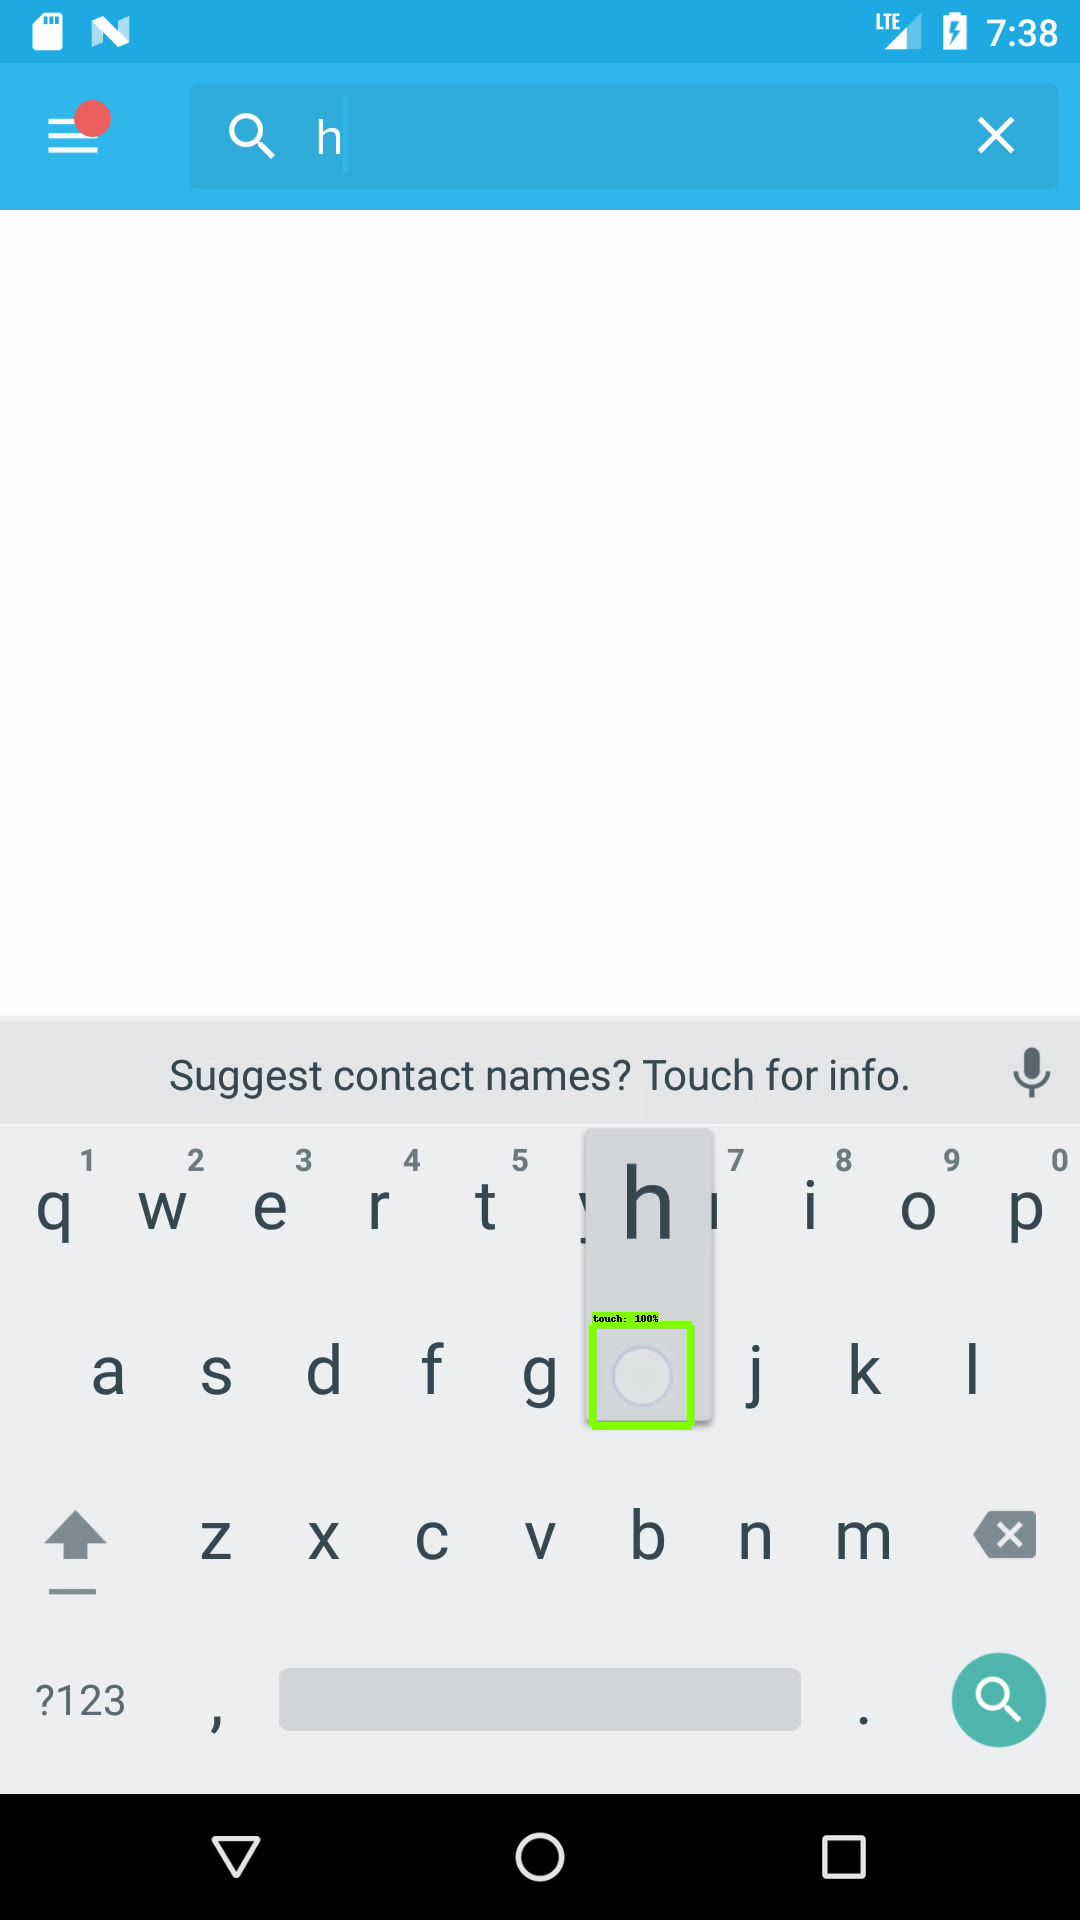 LTE 7:38
h
Suggest contact names? Touch for info.
1 2 3 4 5 7 8 9 0
q w e r t h i o p
touch: 100%
a s d f g j k l
z x c v b n m
?123 , .